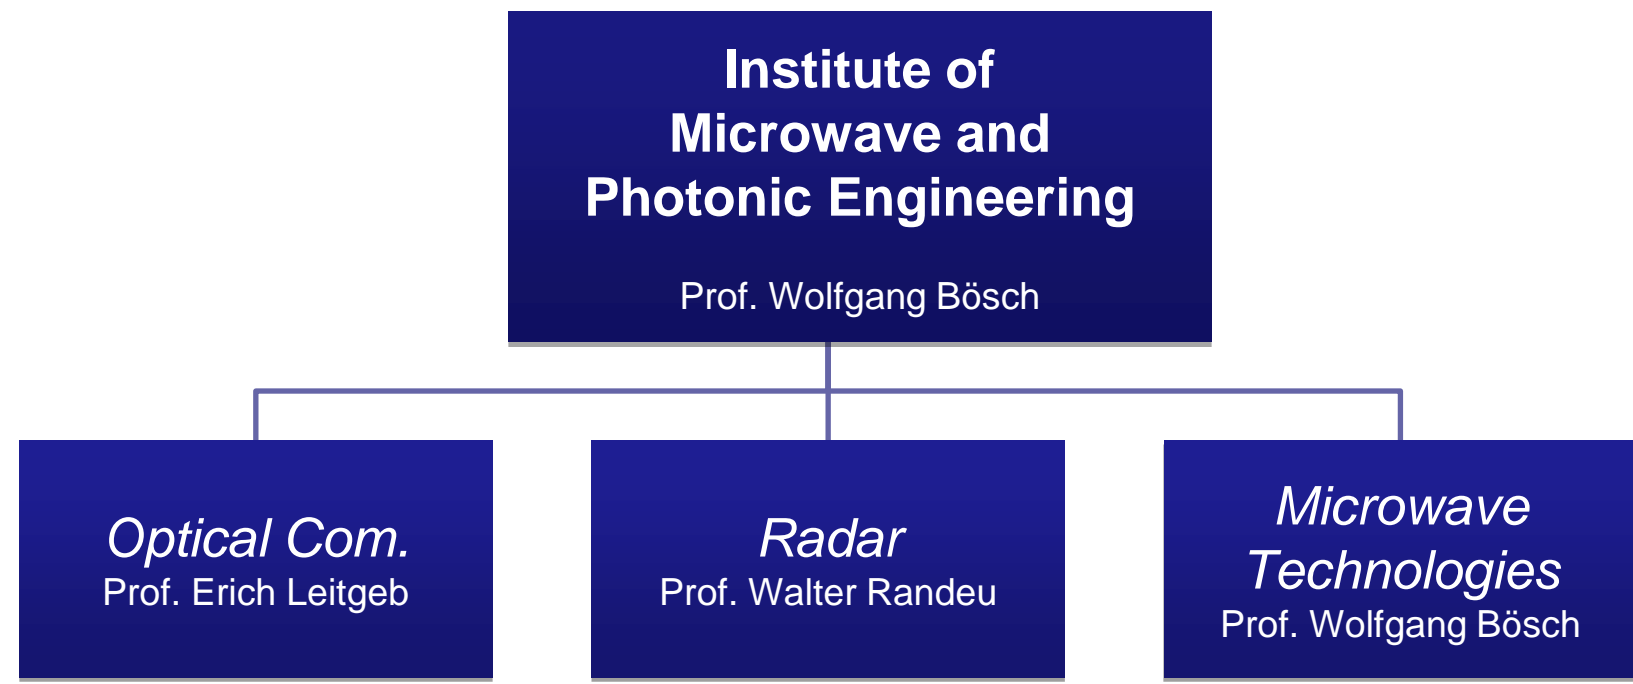 Institute of
Microwave and
Photonic Engineering
Prof. Wolfgang Bösch
Optical Com.
Prof. Erich Leitgeb
Radar
Prof. Walter Randeu
Microwave
Technologies
Prof. Wolfgang Bösch